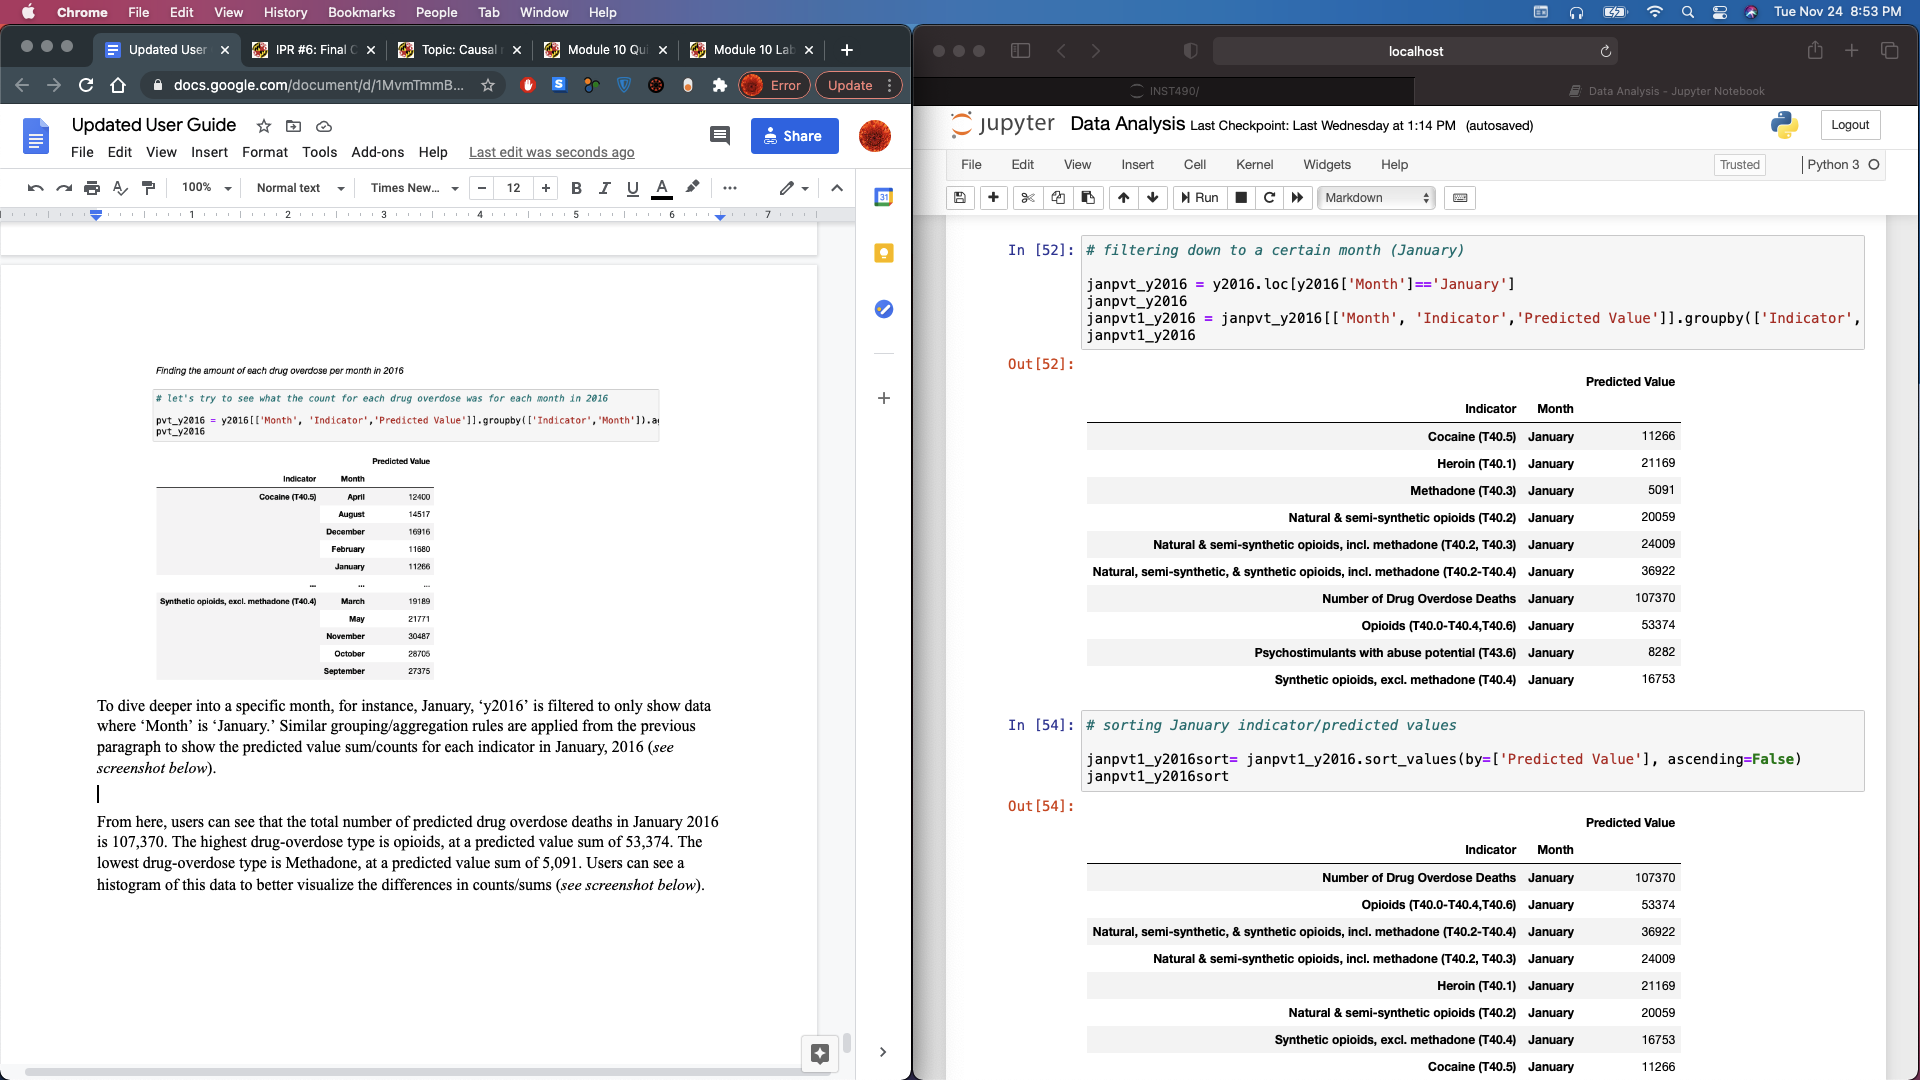 Chrome File Edit View History Bookmarks People Tab Window Help
Tue Nov 24 8:53 PM
Updated User
IPR #6: Final C
Topic: Causal
Module 10 Qui
Module 10 Lab
docs.google.com/document/d/1MvmTmmB...
Error
Update
Updated User Guide
Share
File Edit View Insert Format Tools Add-ons Help Last edit was seconds ago
100% Normal text Times New... 12 B I U A
1 2 3 4 5 6 7
Finding the amount of each drug overdose per month in 2016
# let's try to see what the count for each drug overdose was for each month in 2016
pvt_y2016 = y2016[['Month', 'Indicator','Predicted Value']].groupby(['Indicator','Month']).a
pvt_y2016
Predicted Value
Indicator Month
Cocaine (T40.5) April 12400
August 14517
December 16916
February 11680
January 11266
... ... ...
Synthetic opioids, excl. methadone (T40.4) March 19189
May 21771
November 30487
October 28705
September 27375
To dive deeper into a specific month, for instance, January, ‘y2016’ is filtered to only show data
where ‘Month’ is ‘January.’ Similar grouping/aggregation rules are applied from the previous
paragraph to show the predicted value sum/counts for each indicator in January, 2016 (see
screenshot below).
From here, users can see that the total number of predicted drug overdose deaths in January 2016
is 107,370. The highest drug-overdose type is opioids, at a predicted value sum of 53,374. The
lowest drug-overdose type is Methadone, at a predicted value sum of 5,091. Users can see a
histogram of this data to better visualize the differences in counts/sums (see screenshot below).
31
localhost
INST490/
Data Analysis - Jupyter Notebook
jupyter Data Analysis Last Checkpoint: Last Wednesday at 1:14 PM (autosaved)
Logout
File Edit View Insert Cell Kernel Widgets Help
Trusted
Python 3
Run
Markdown
In [52]: # filtering down to a certain month (January)
janpvt_y2016 = y2016.loc[y2016['Month']=='January']
janpvt_y2016
janpvt1_y2016 = janpvt_y2016[['Month', 'Indicator','Predicted Value']].groupby(['Indicator',
janpvt1_y2016
Out[52]:
Predicted Value
Indicator Month
Cocaine (T40.5) January 11266
Heroin (T40.1) January 21169
Methadone (T40.3) January 5091
Natural & semi-synthetic opioids (T40.2) January 20059
Natural & semi-synthetic opioids, incl. methadone (T40.2, T40.3) January 24009
Natural, semi-synthetic, & synthetic opioids, incl. methadone (T40.2-T40.4) January 36922
Number of Drug Overdose Deaths January 107370
Opioids (T40.0-T40.4,T40.6) January 53374
Psychostimulants with abuse potential (T43.6) January 8282
Synthetic opioids, excl. methadone (T40.4) January 16753
In [54]: # sorting January indicator/predicted values
janpvt1_y2016sort= janpvt1_y2016.sort_values(by=['Predicted Value'], ascending=False)
janpvt1_y2016sort
Out[54]:
Predicted Value
Indicator Month
Number of Drug Overdose Deaths January 107370
Opioids (T40.0-T40.4,T40.6) January 53374
Natural, semi-synthetic, & synthetic opioids, incl. methadone (T40.2-T40.4) January 36922
Natural & semi-synthetic opioids, incl. methadone (T40.2, T40.3) January 24009
Heroin (T40.1) January 21169
Natural & semi-synthetic opioids (T40.2) January 20059
Synthetic opioids, excl. methadone (T40.4) January 16753
Cocaine (T40.5) January 11266